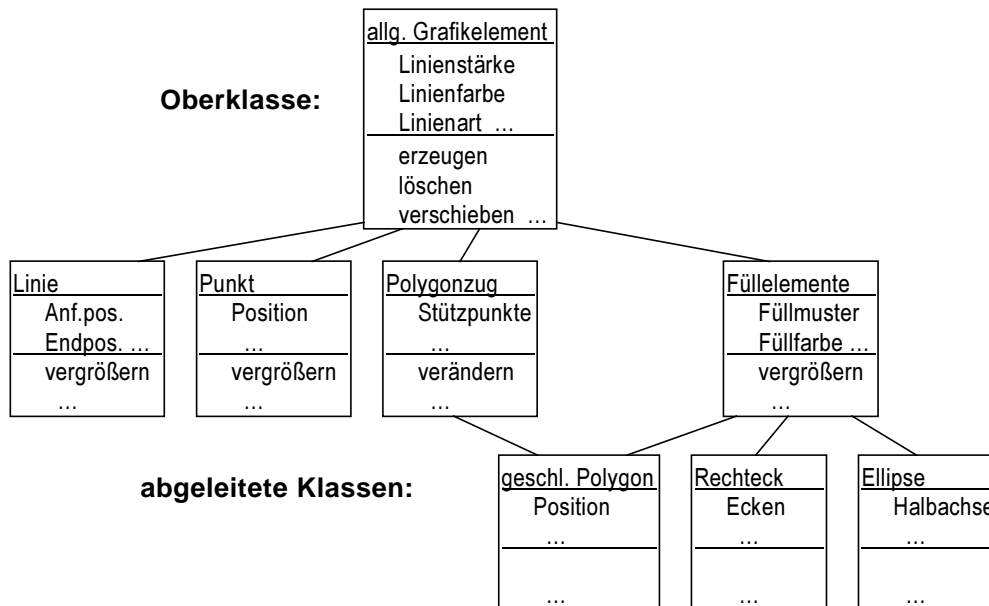 allg. Grafikelement
Linienstärke
Oberklasse:
Linienfarbe
Linienart ...
erzeugen
löschen
verschieben ...
Linie
Anf.pos.
Endpos. ...
vergrößern
...
Punkt
Position
...
vergrößern
...
Polygonzug
Stützpunkte
...
verändern
...
Füllelemente
Füllmuster
Füllfarbe ...
vergrößern
...
abgeleitete Klassen:
geschl. Polygon
Position
...
...
Rechteck
Ecken
...
...
Ellipse
Halbachse
...
...